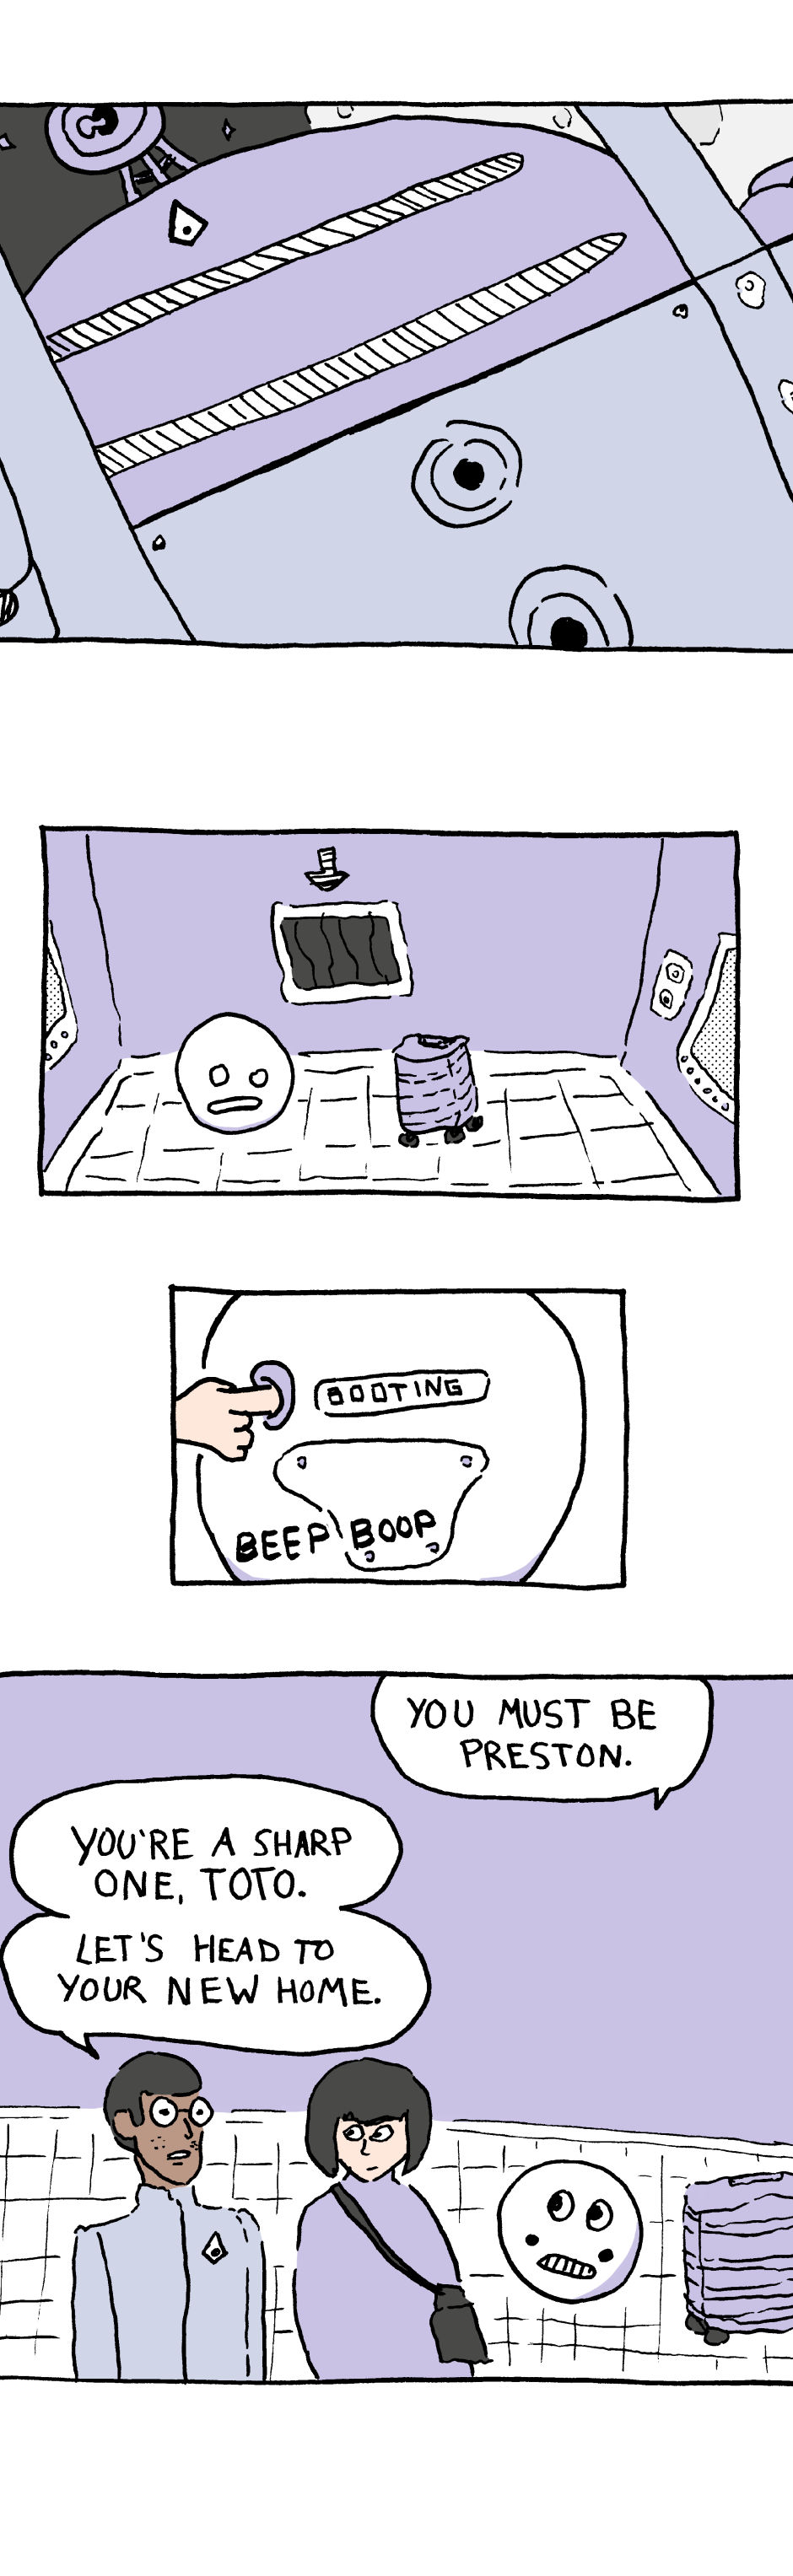 BOOTING
BEEP BOOP
YOU MUST BE
PRESTON.
YOU'RE A SHARP
ONE, TOTO.
LET'S HEAD TO
YOUR NEW HOME.